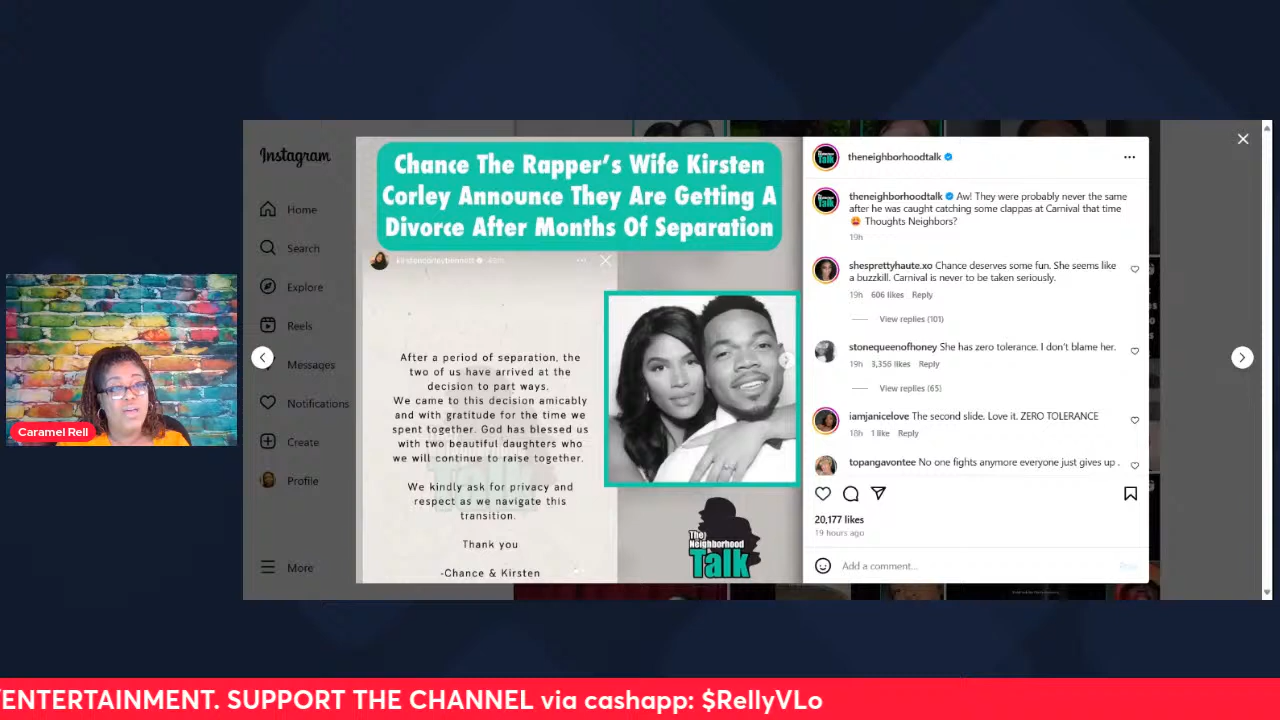 Instagram
Home
Search
Explore
Reels
Messages
Notifications
Create
Profile
More
Caramel Rell
Chance The Rapper's Wife Kirsten
Corley Announce They Are Getting A
Divorce After Months Of Separation
kirstencorleybennett
After a period of separation, the
two of us have arrived at the
decision to part ways.
We came to this decision amicably
and with gratitude for the time we
spent together. God has blessed us
with two beautiful daughters who
we will continue to raise together.
We kindly ask for privacy and
respect as we navigate this
transition.
Thank you
-Chance & Kirsten
The
Neighborhood
Talk
theneighborhoodtalk
theneighborhoodtalk Aw! They were probably never the same
after he was caught catching some clappas at Carnival that time
Thoughts Neighbors?
19h
shesprettyhaute.xo Chance deserves some fun. She seems like
a buzzkill. Carnival is never to be taken seriously.
19h 606 likes Reply
View replies (101)
stonequeenofhoney She has zero tolerance. I don't blame her.
19h 3,356 likes Reply
View replies (65)
iamjanicelove The second slide. Love it. ZERO TOLERANCE
18h 1 like Reply
topangavontee No one fights anymore everyone just gives up .
20,177 likes
19 hours ago
Add a comment...
Post
/ENTERTAINMENT. SUPPORT THE CHANNEL via cashapp: $RellyVLo